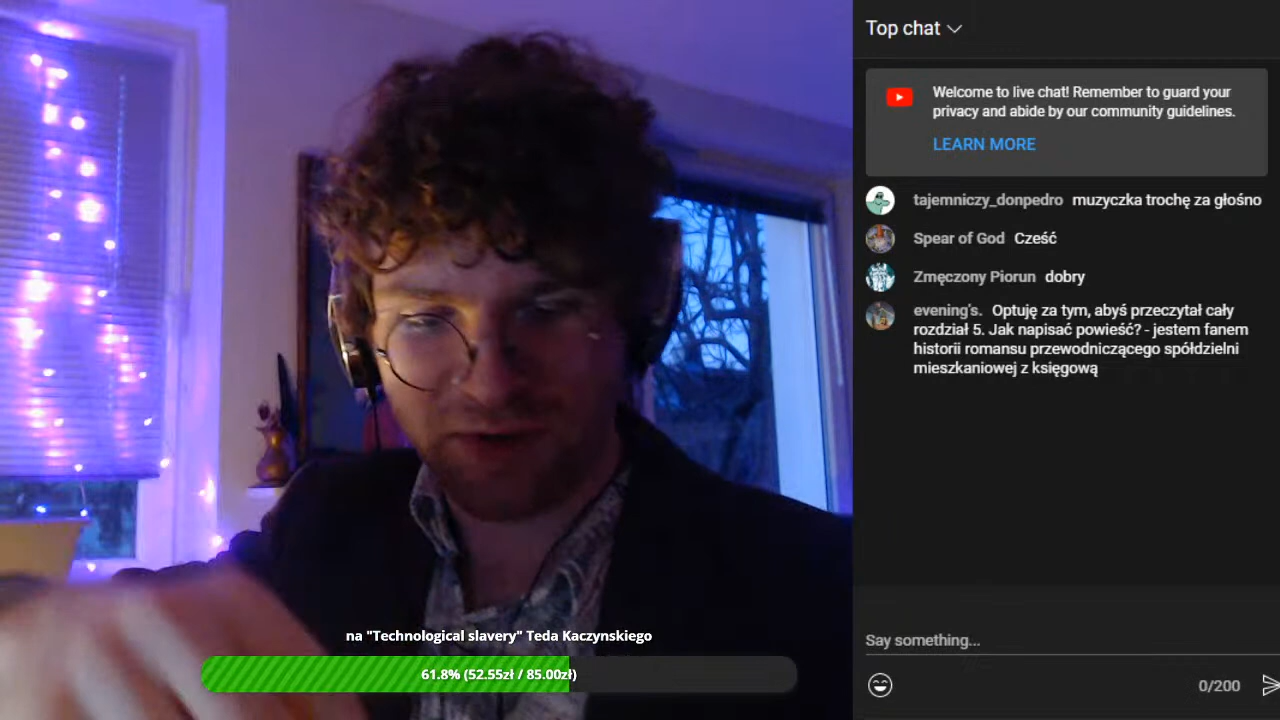 Top chat
Welcome to live chat! Remember to guard your
privacy and abide by our community guidelines.
LEARN MORE
tajemniczy_donpedro muzyczka trochę za głośno
Spear of God Cześć
Zmęczony Piorun dobry
evening's. Optuję za tym, abyś przeczytał cały
rozdział 5. Jak napisać powieść? - jestem fanem
historii romansu przewodniczącego spółdzielni
mieszkaniowej z księgową
na "Technological slavery" Teda Kaczynskiego
61.8% (52.55zł / 85.00zł)
Say something...
0/200